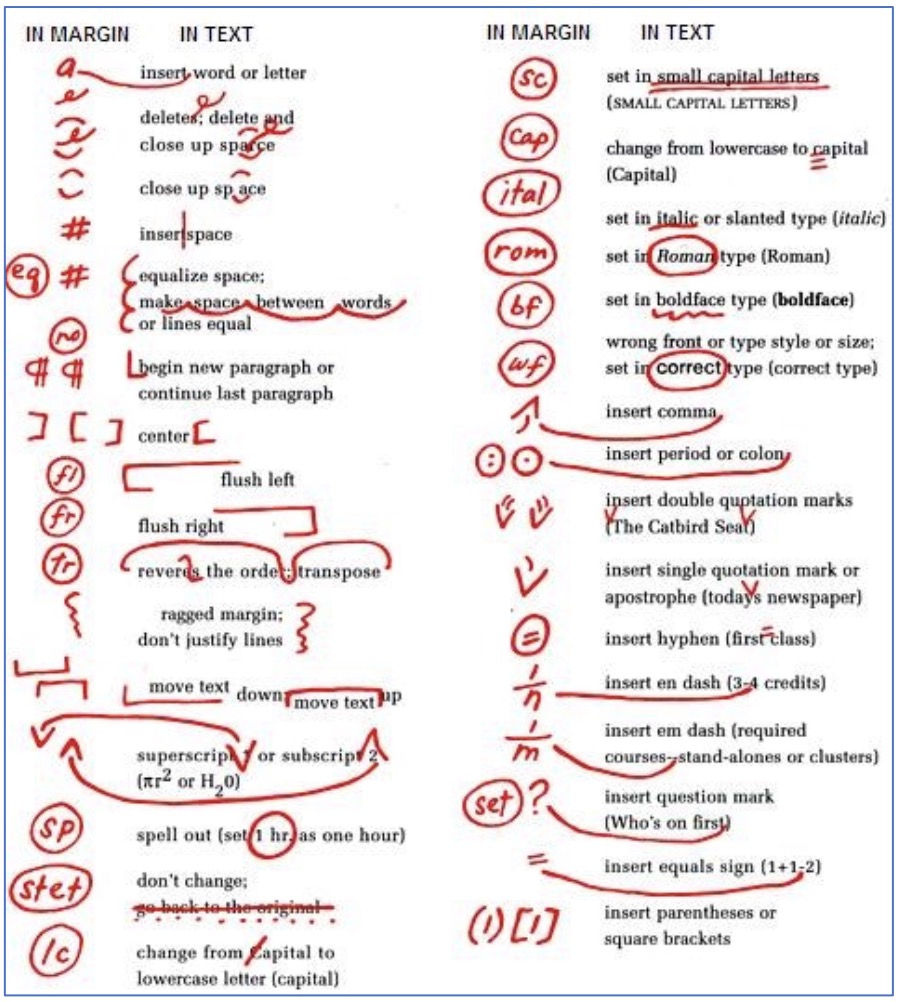 IN MARGIN IN TEXT
a insert word or letter
deletes; delete and
close up sparce
close up sp ace
# insert space
eq # equalize space;
make space between words
or lines equal
no ¶ ¶ begin new paragraph or
continue last paragraph
] [ ] center [
fl flush left
fr flush right
tr reveres the order; transpose
ragged margin;
don't justify lines
move text down; move text up
superscript 1 or subscript 2
(πr2 or H20)
sp spell out (set 1 hr. as one hour)
stet don't change;
go back to the original
lc change from Capital to
lowercase letter (capital)
IN MARGIN IN TEXT
sc set in small capital letters
(SMALL CAPITAL LETTERS)
cap change from lowercase to capital
(Capital)
ital set in italic or slanted type (italic)
rom set in Roman type (Roman)
bf set in boldface type (boldface)
wrong front or type style or size;
wf set in correct type (correct type)
insert comma
: . insert period or colon
insert double quotation marks
(The Catbird Seat)
insert single quotation mark or
apostrophe (todays newspaper)
= insert hyphen (first class)
1/n insert en dash (3-4 credits)
1/m insert em dash (required
courses--stand-alones or clusters)
set ? insert question mark
(Who's on first)
= insert equals sign (1+1-2)
(1) [1] insert parentheses or
square brackets